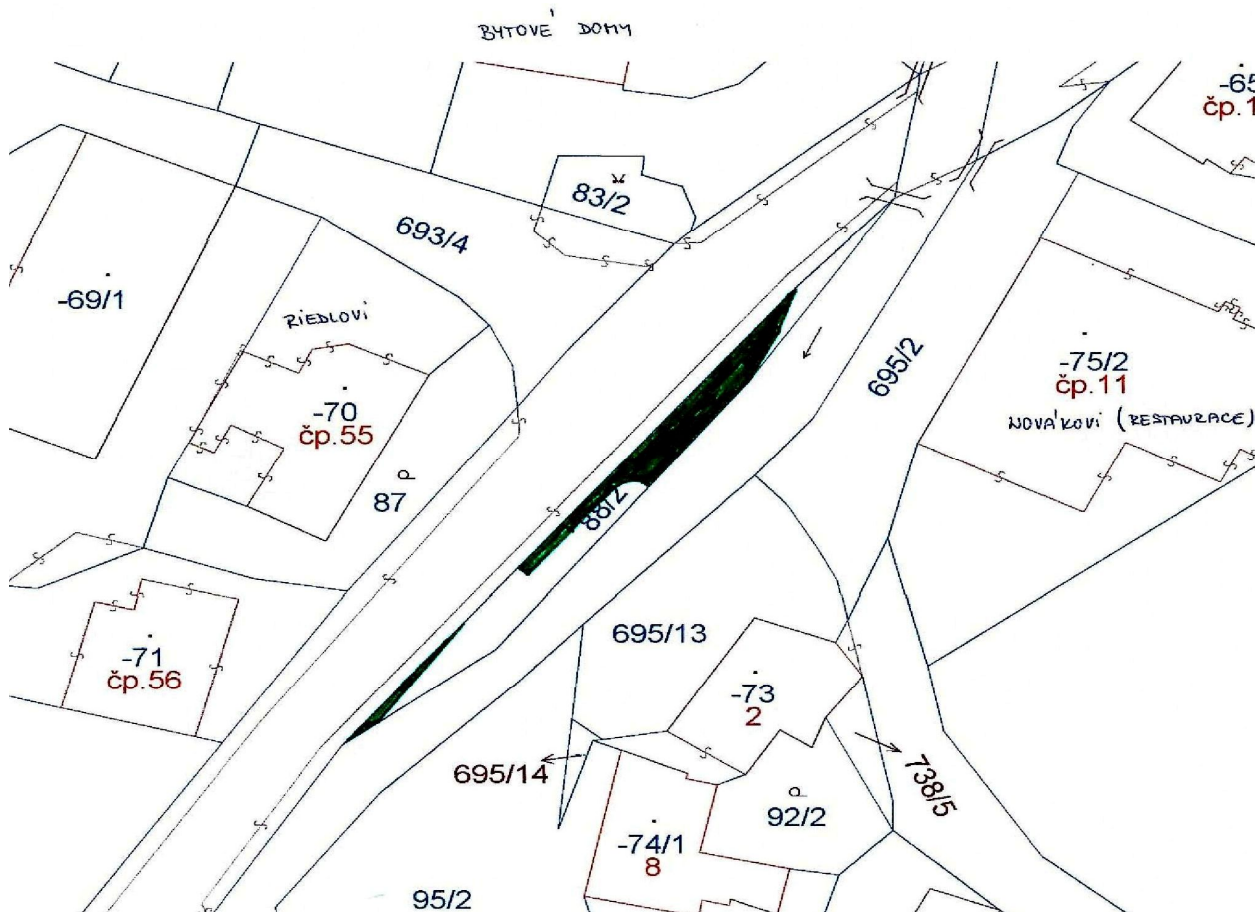 BYTOVÉ DOMY
-65
čp.1
83/2
693/4
-69/1
RIEDLOVI
-70
čp.55
87
695/2
-75/2
čp.11
NOVÁKOVI (RESTAURACE)
88/2
-71
čp.56
695/13
-73
2
695/14
738/5
92/2
-74/1
8
95/2